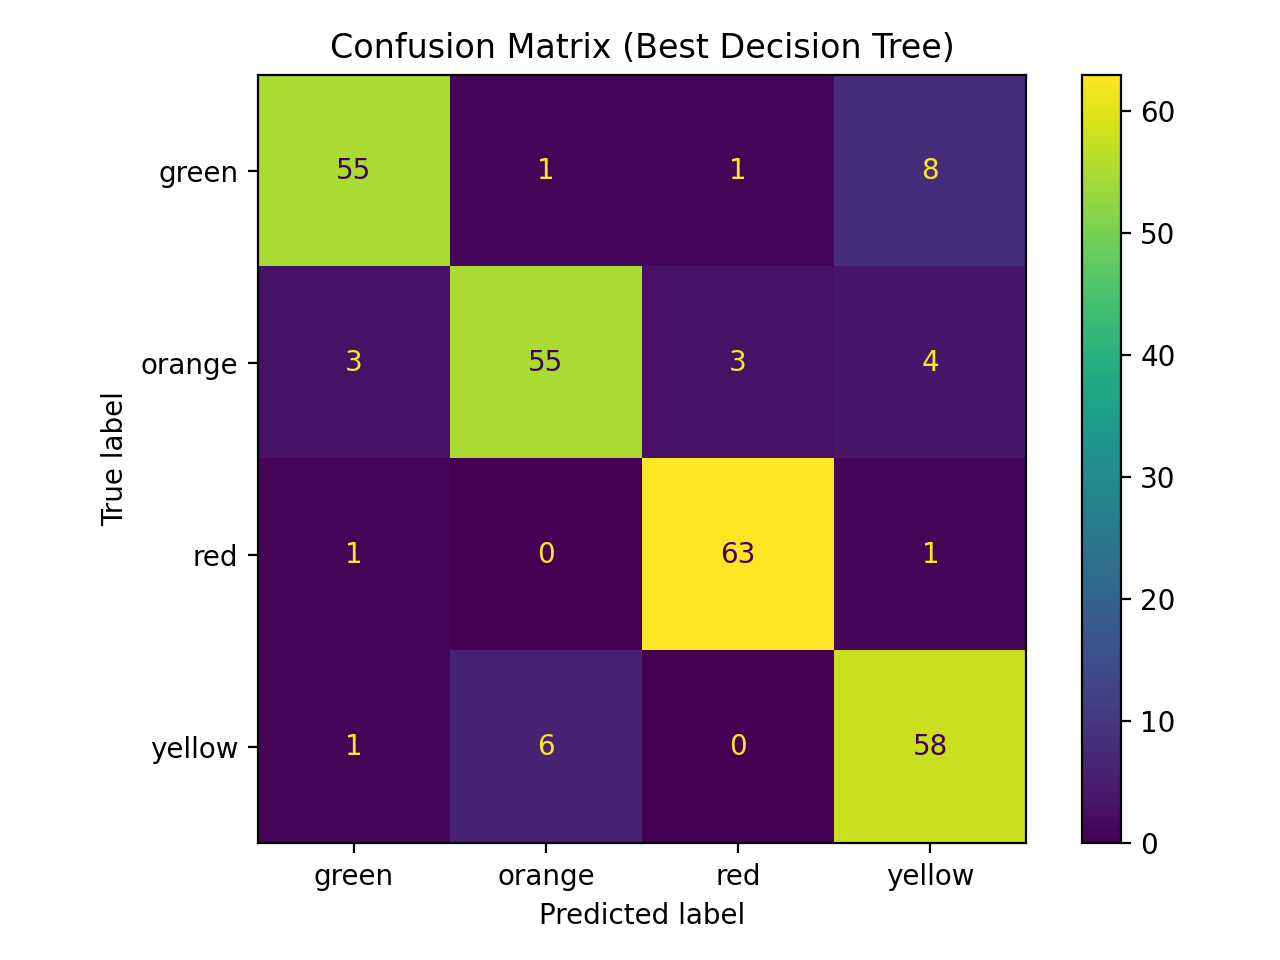 Confusion Matrix (Best Decision Tree)
green 55 1 1 8
orange 3 55 3 4
red 1 0 63 1
yellow 1 6 0 58
green orange red yellow
Predicted label
True label
60
50
40
30
20
10
0